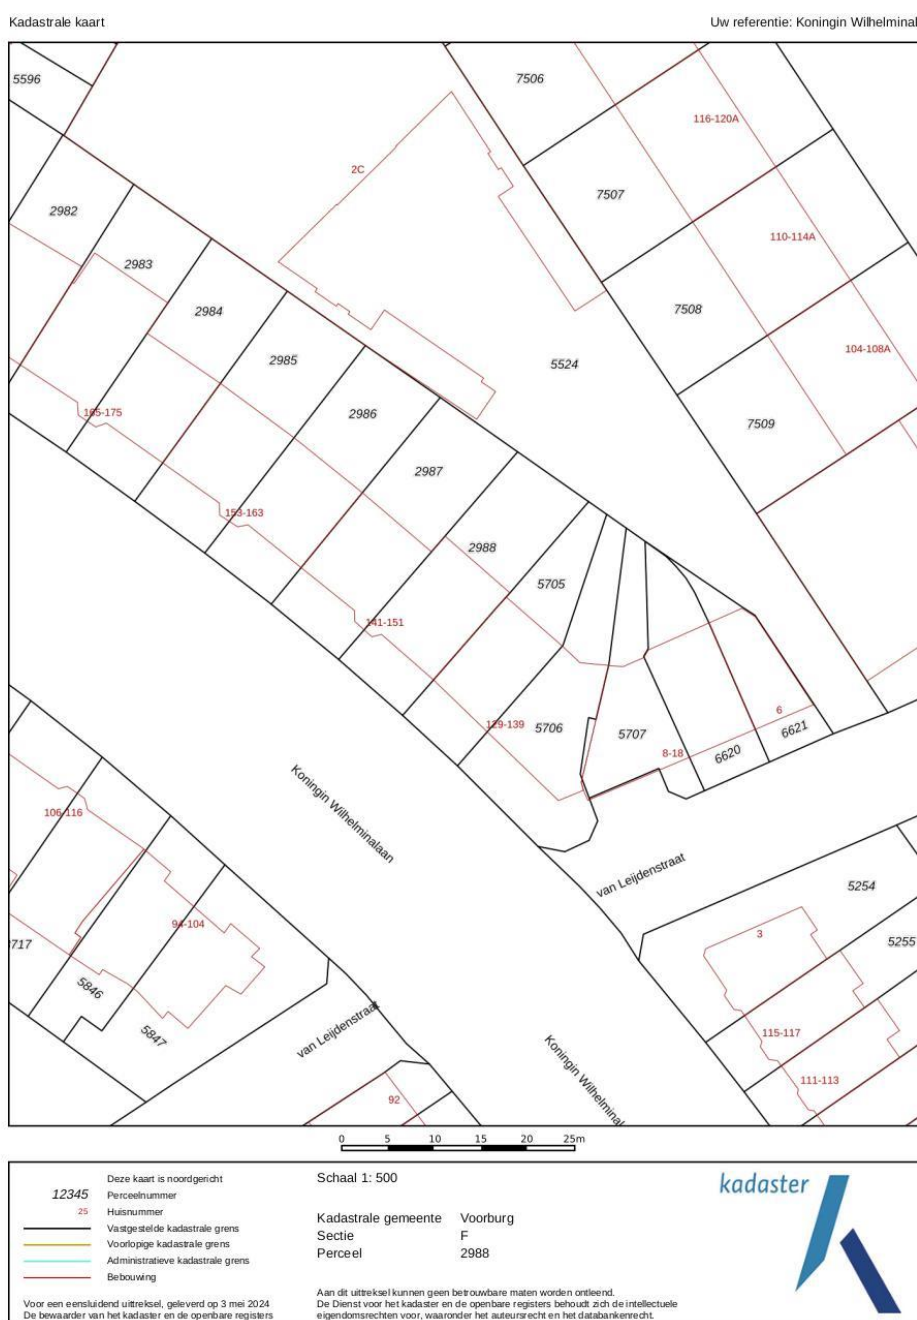 Kadastrale kaart
Uw referentie: Koningin Wilhelminal
5596
7506
116-120A
2C
7507
2982
110-114A
2983
2984
7508
104-108A
2985
5524
2986
165-175
7509
2987
153-163
2988
5705
141-151
6
129-139
5706
5707
6621
8-18
6620
Koningin Wilhelminalaan
106-116
van Leijdenstraat
5254
94-104
3
5255
5846
van Leijdenstraat
5847
115-117
Koningin Wilhelminal
111-113
92
0 5 10 15 20 25m
Deze kaart is noordgericht
12345 Perceelnummer
25 Huisnummer
Vastgestelde kadastrale grens
Voorlopige kadastrale grens
Administratieve kadastrale grens
Bebouwing
Voor een eensluidend uittreksel, geleverd op 3 mei 2024
De bewaarder van het kadaster en de openbare registers
Schaal 1: 500
Kadastrale gemeente Voorburg
Sectie F
Perceel 2988
Aan dit uittreksel kunnen geen betrouwbare maten worden ontleend.
De Dienst voor het kadaster en de openbare registers behoudt zich de intellectuele
eigendomsrechten voor, waaronder het auteursrecht en het databankenrecht.
kadaster